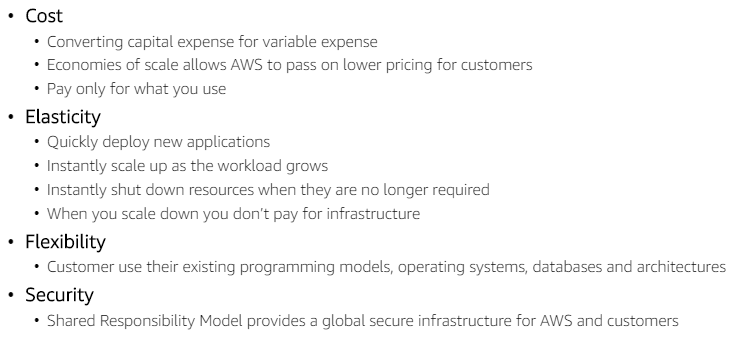 • Cost
• Converting capital expense for variable expense
• Economies of scale allows AWS to pass on lower pricing for customers
• Pay only for what you use
• Elasticity
• Quickly deploy new applications
• Instantly scale up as the workload grows
• Instantly shut down resources when they are no longer required
• When you scale down you don’t pay for infrastructure
• Flexibility
• Customer use their existing programming models, operating systems, databases and architectures
• Security
• Shared Responsibility Model provides a global secure infrastructure for AWS and customers